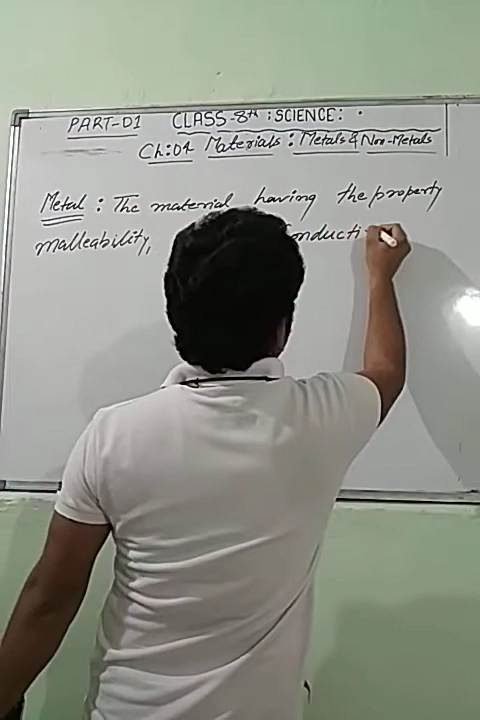 PART-01 CLASS-8th : SCIENCE:
Ch:04 Materials : Metals & Non-Metals
Metal : The material having the property
malleability, onducti